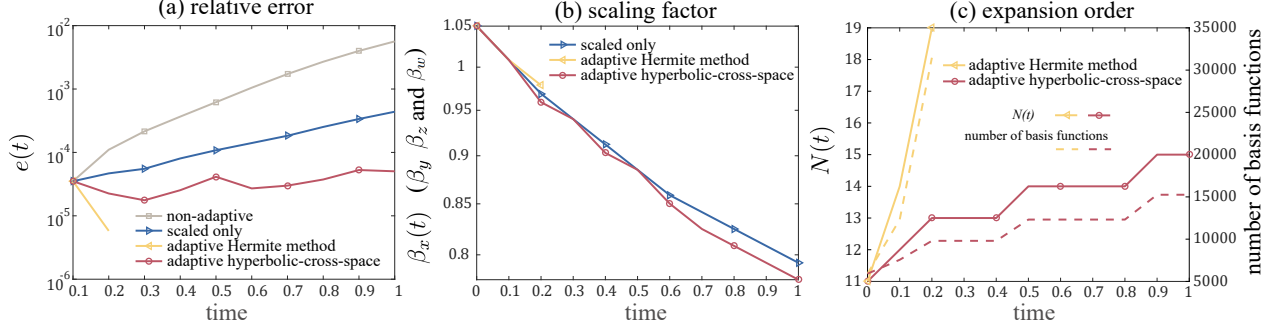 (a) relative error
10⁻²
10⁻³
10⁻⁴
10⁻⁵
10⁻⁶
e(t)
non-adaptive
scaled only
adaptive Hermite method
adaptive hyperbolic-cross-space
0.1 0.2 0.3 0.4 0.5 0.6 0.7 0.8 0.9 1
time
(b) scaling factor
1.05
1
0.95
0.9
0.85
0.8
βx(t) (βy βz and βw)
scaled only
adaptive Hermite method
adaptive hyperbolic-cross-space
0 0.1 0.2 0.3 0.4 0.5 0.6 0.7 0.8 0.9 1
time
(c) expansion order
19
18
17
16
15
14
13
12
11
N(t)
adaptive Hermite method
adaptive hyperbolic-cross-space
N(t)
number of basis functions
35000
30000
25000
20000
15000
10000
5000
number of basis functions
0 0.1 0.2 0.3 0.4 0.5 0.6 0.7 0.8 0.9 1
time